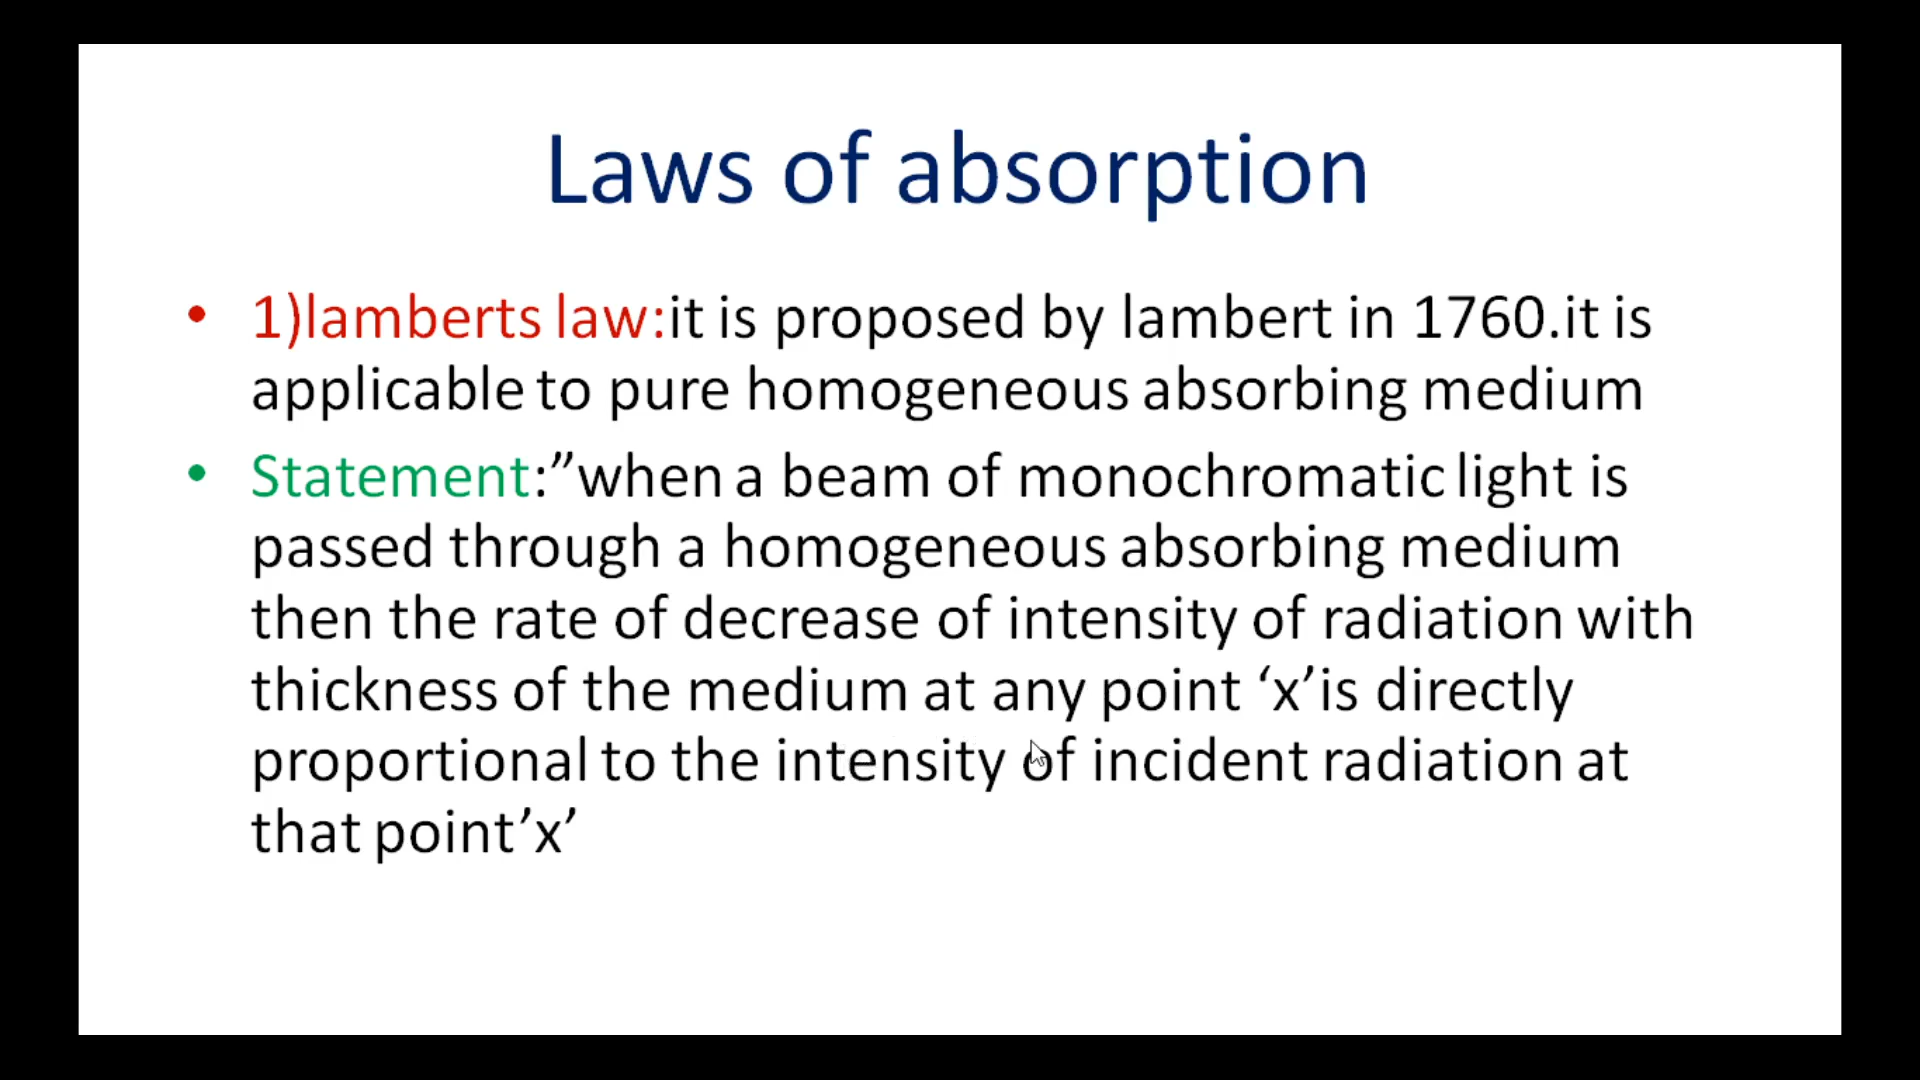 Laws of absorption
• 1)lamberts law:it is proposed by lambert in 1760.it is
applicable to pure homogeneous absorbing medium
• Statement:”when a beam of monochromatic light is
passed through a homogeneous absorbing medium
then the rate of decrease of intensity of radiation with
thickness of the medium at any point ‘x’is directly
proportional to the intensity of incident radiation at
that point’x’